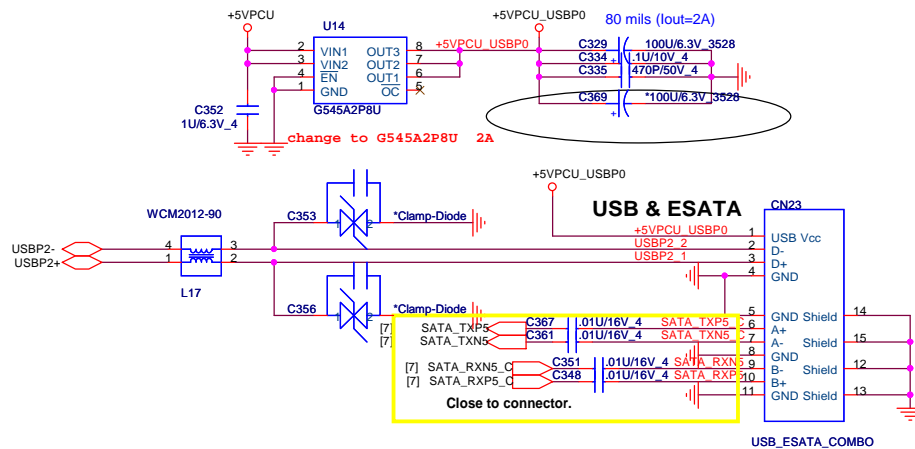 +5VPCU
U14
2 VIN1 OUT3 8
3 VIN2 OUT2 7
4 EN OUT1 6
1 GND OC 5
G545A2P8U
+5VPCU_USBP0
C352
1U/6.3V_4
change to G545A2P8U 2A
+5VPCU_USBP0
80 mils (Iout=2A)
C329 + 100U/6.3V_3528
C334 .1U/10V_4
C335 470P/50V_4
C369 + *100U/6.3V_3528
WCM2012-90
USBP2- 4 3
USBP2+ 1 2
L17
C353 1 2 *Clamp-Diode
C356 1 2 *Clamp-Diode
+5VPCU_USBP0
USB & ESATA
CN23
+5VPCU_USBP0 1 USB Vcc
USBP2_2 2 D-
USBP2_1 3 D+
4 GND
5 GND Shield 14
[7] SATA_TXP5 C367 .01U/16V_4 SATA_TXP5_C 6 A+
[7] SATA_TXN5 C361 .01U/16V_4 SATA_TXN5_C 7 A- Shield 15
8 GND
[7] SATA_RXN5_C C351 .01U/16V_4 SATA_RXN5 9 B- Shield 12
[7] SATA_RXP5_C C348 .01U/16V_4 SATA_RXP5 10 B+
11 GND Shield 13
Close to connector.
USB_ESATA_COMBO